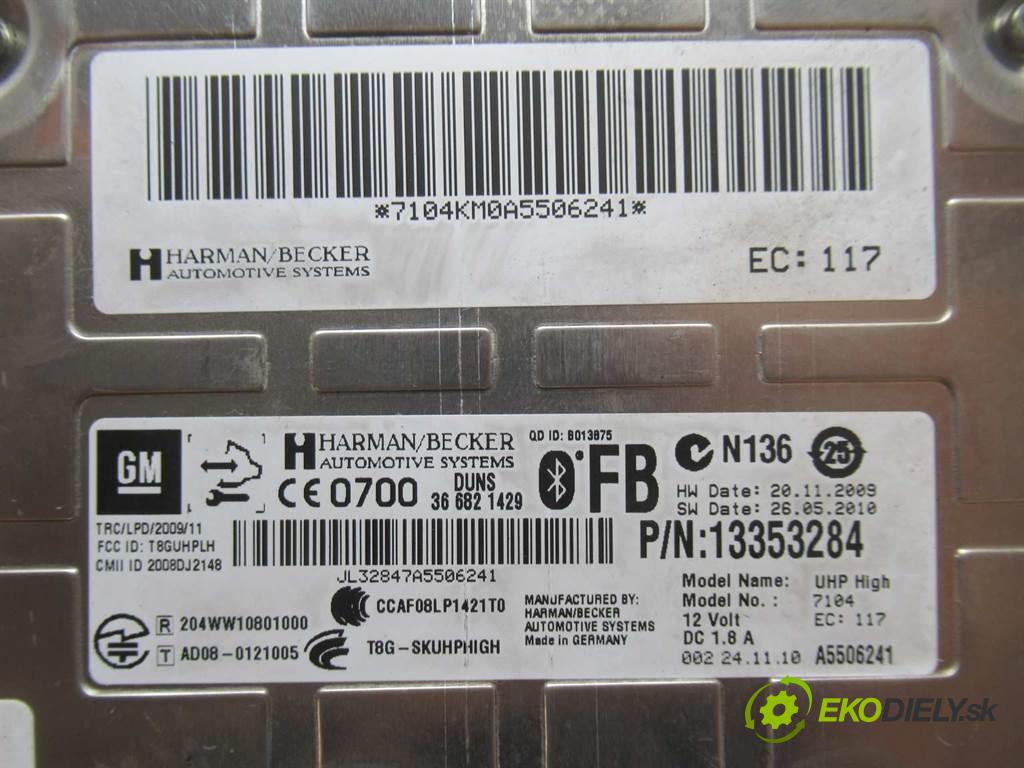 *7104KM0A5506241*
HARMAN/BECKER
AUTOMOTIVE SYSTEMS
EC: 117
GM
HARMAN/BECKER
AUTOMOTIVE SYSTEMS
QD ID: B013875
FB
N136
25
CE 0700
DUNS
36 682 1429
HW Date: 20.11.2009
SW Date: 26.05.2010
TRC/LPD/2009/11
FCC ID: T8GUHPLH
CMII ID 2008DJ2148
P/N:13353284
JL32847A5506241
CCAF08LP1421T0
R 204WW10801000
T AD08-0121005
T8G-SKUHPHIGH
MANUFACTURED BY:
HARMAN/BECKER
AUTOMOTIVE SYSTEMS
Made in GERMANY
Model Name: UHP High
Model No.: 7104
12 Volt EC: 117
DC 1.8 A
002 24.11.10 A5506241
EKODIELY.sk